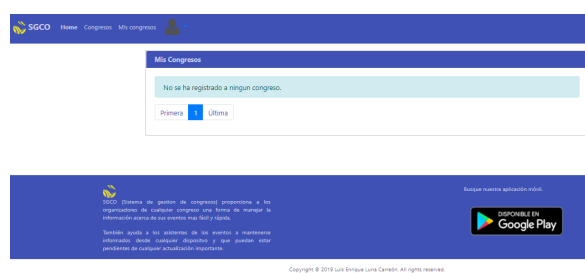 SGCO Home Congresos Mis congresos
Mis Congresos
No se ha registrado a ningun congreso.
Primera 1 Última
SGCO (Sistema de gestion de congresos) proporciona a los
organizadores de cualquier congreso una forma de manejar la
información acerca de sus eventos mas fácil y rápida.
También ayuda a los asistentes de los eventos a mantenerse
informados desde cualquier dispositvo y que puedan estar
pendientes de cualquier actualización importante.
Busque nuestra aplicación móvil.
DISPONIBLE EN
Google Play
Copyright © 2019 Luis Enrique Luna Carreón. All rights reserved.